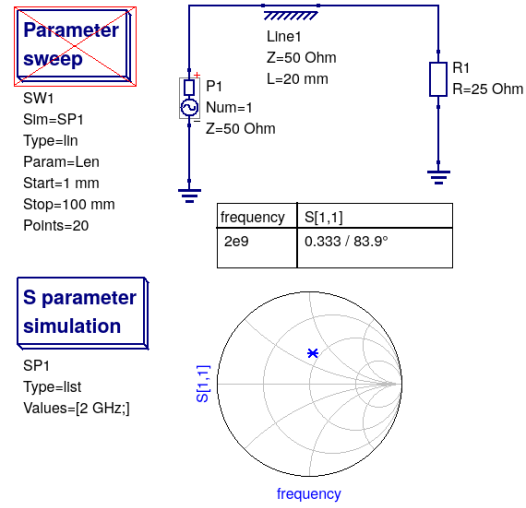 Parameter
sweep
SW1
Sim=SP1
Type=lin
Param=Len
Start=1 mm
Stop=100 mm
Points=20
Line1
Z=50 Ohm
L=20 mm
P1
Num=1
Z=50 Ohm
+
−
R1
R=25 Ohm
frequency S[1,1]
2e9 0.333 / 83.9°
S parameter
simulation
SP1
Type=list
Values=[2 GHz;]
S[1,1]
frequency